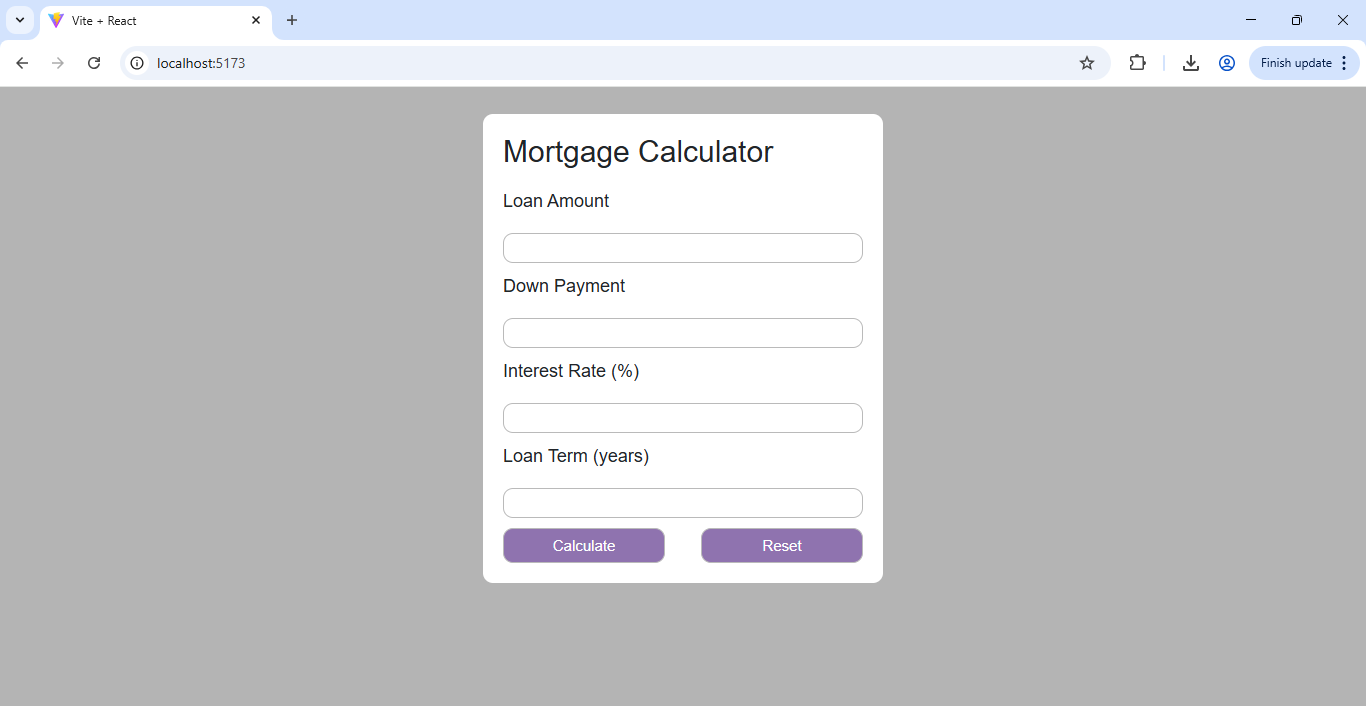 Vite + React
localhost:5173
Finish update
Mortgage Calculator
Loan Amount
Down Payment
Interest Rate (%)
Loan Term (years)
Calculate
Reset